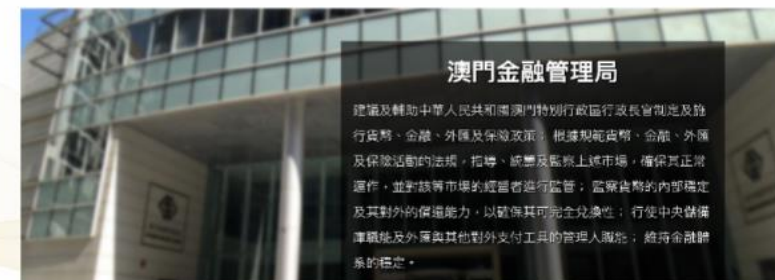 澳門金融管理局
建議及輔助中華人民共和國澳門特別行政區行政長官制定及施
行貨幣、金融、外匯及保險政策； 根據規範貨幣、金融、外匯
及保險活動的法規，指導、統籌及監察上述市場，確保其正常
運作，並對該等市場的經營者進行監管； 監察貨幣的內部穩定
及其對外的償還能力，以確保其可完全兌換性； 行使中央儲備
庫職能及外匯與其他對外支付工具的管理人職能； 維持金融體
系的穩定。